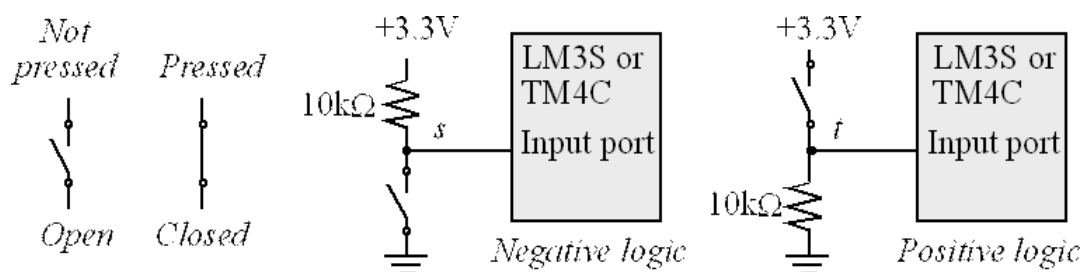 Not
pressed
Pressed
Open
Closed
+3.3V
10kΩ
s
LM3S or
TM4C
Input port
Negative logic
+3.3V
t
10kΩ
LM3S or
TM4C
Input port
Positive logic